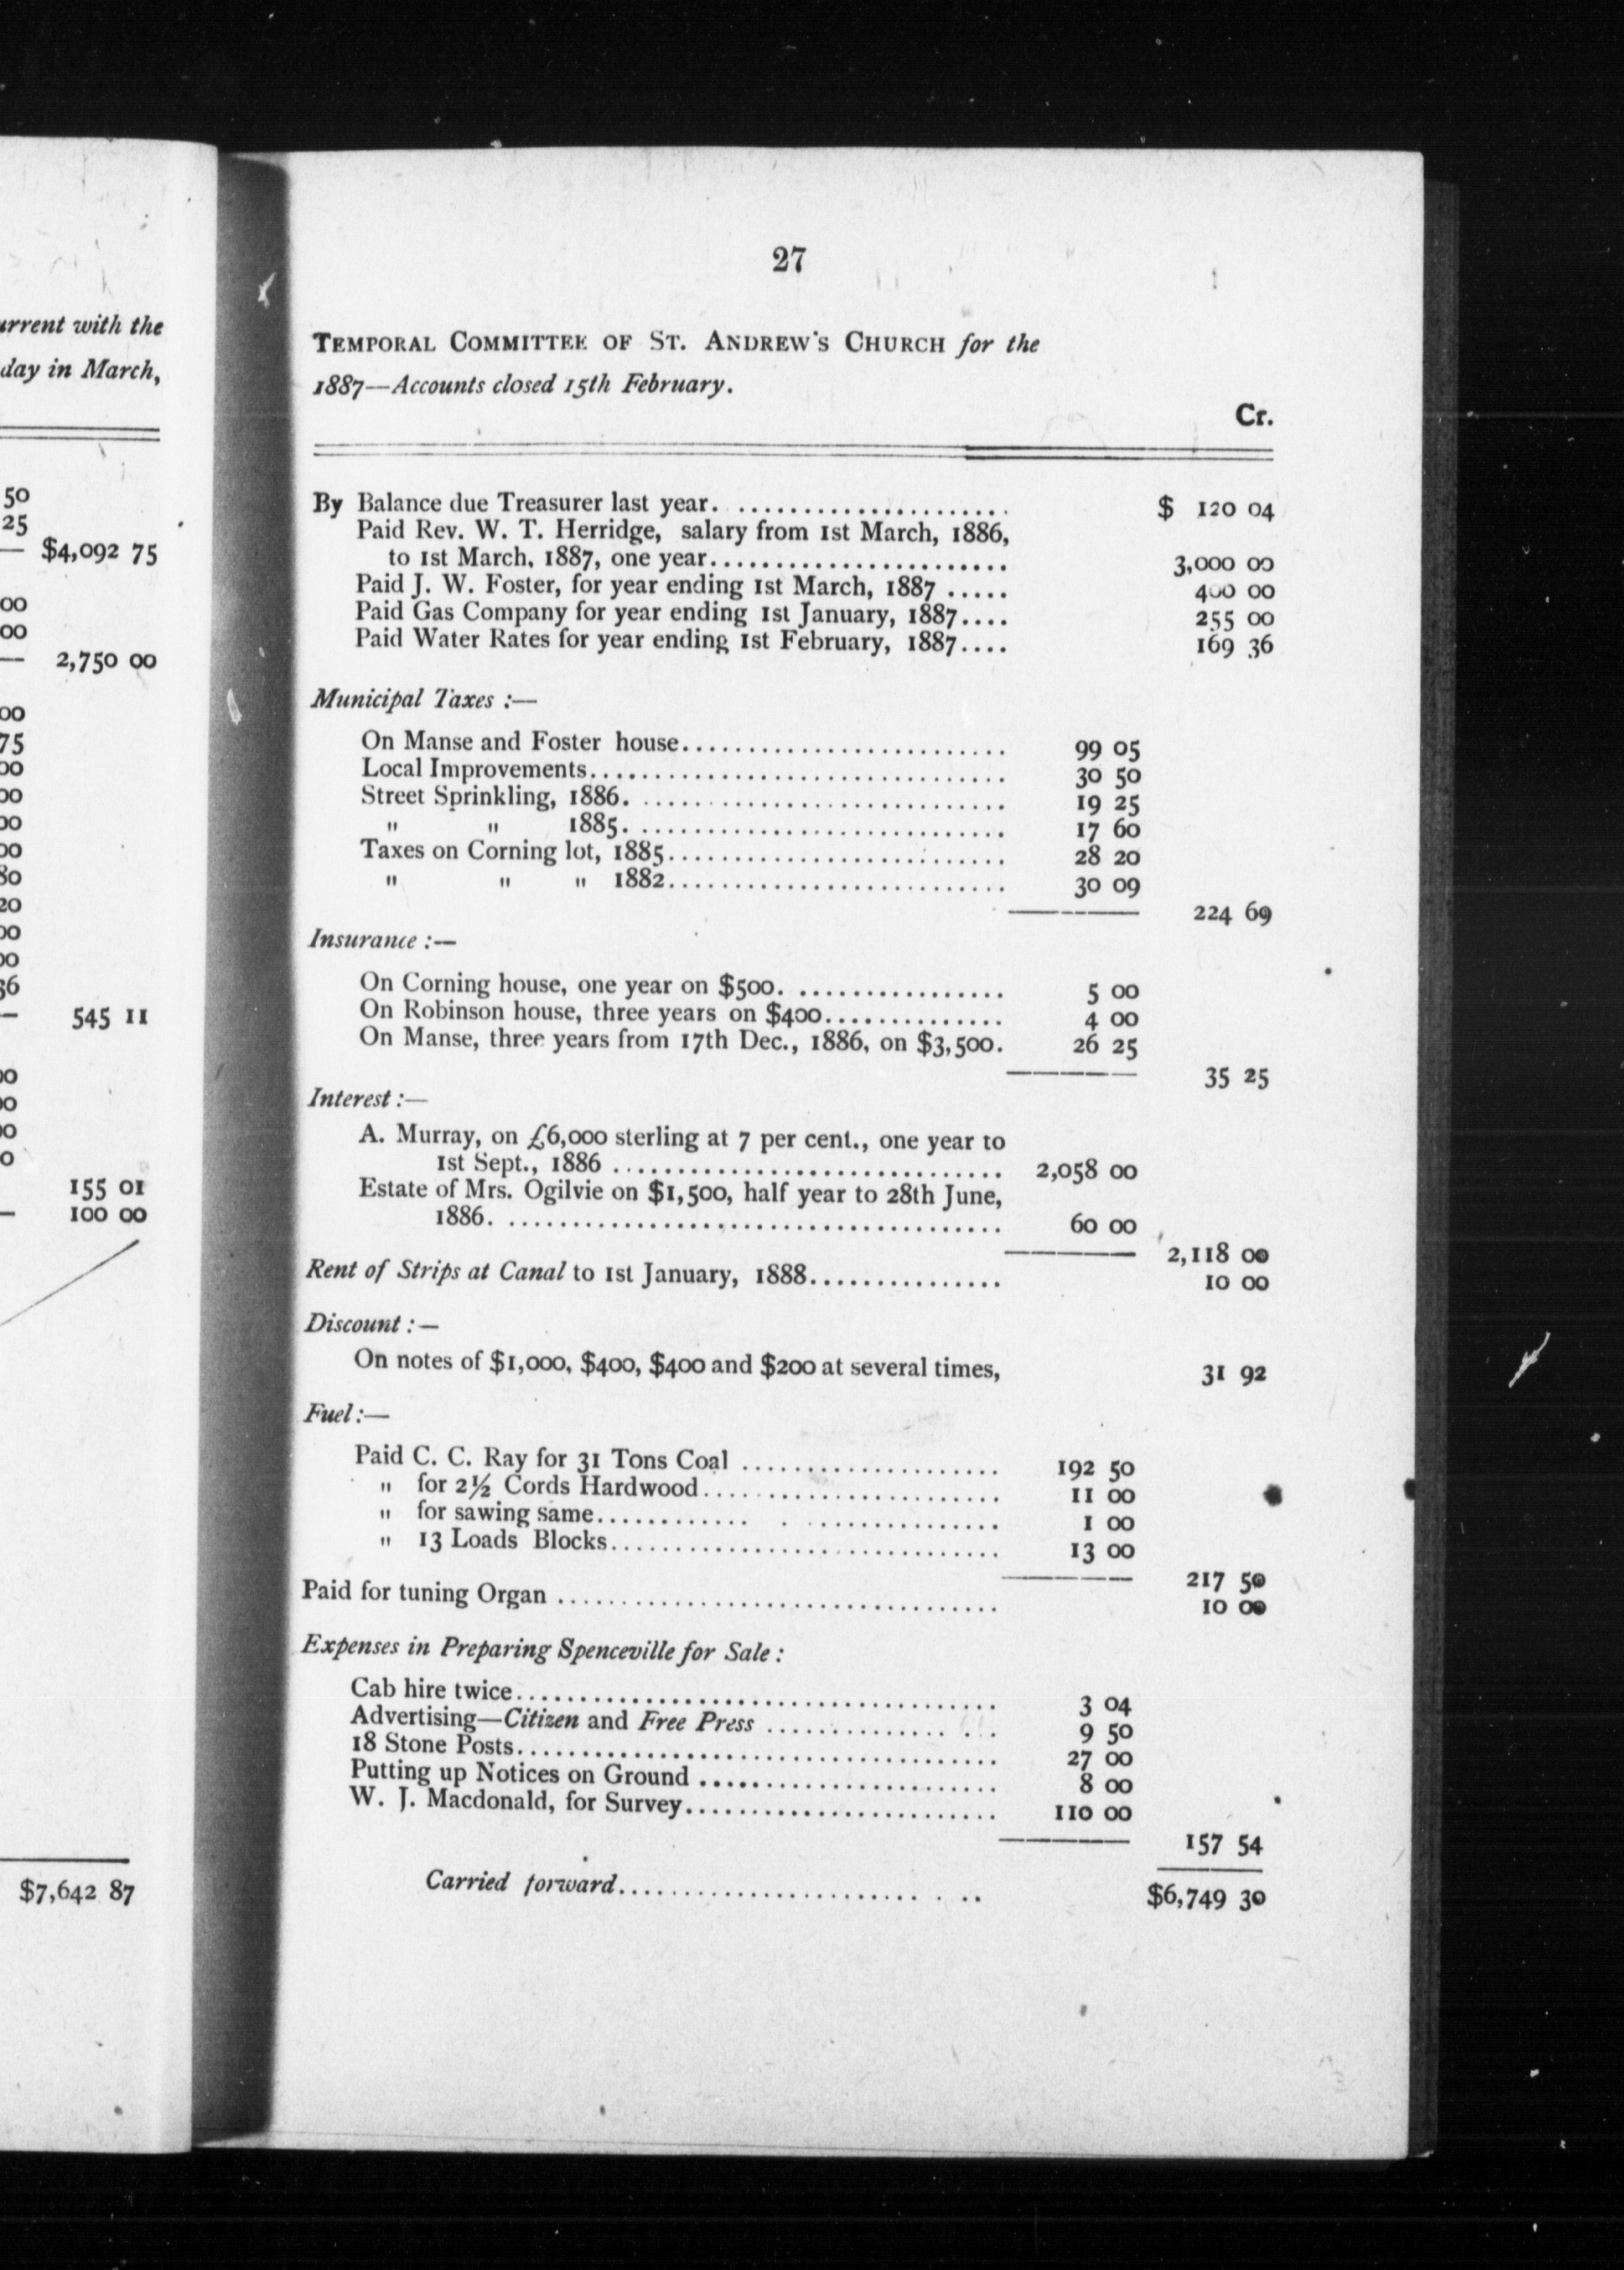 urrent with the
day in March,
50
25
— $4,092 75
00
00
— 2,750 00
00
75
00
00
00
00
80
20
00
00
36
— 545 11
00
00
00
0
155 01
— 100 00
$7,642 87
27
TEMPORAL COMMITTEE OF ST. ANDREW'S CHURCH for the
1887—Accounts closed 15th February.
Cr.
By Balance due Treasurer last year. ..................... $ 120 04
Paid Rev. W. T. Herridge, salary from 1st March, 1886,
to 1st March, 1887, one year....................... 3,000 00
Paid J. W. Foster, for year ending 1st March, 1887 ..... 400 00
Paid Gas Company for year ending 1st January, 1887.... 255 00
Paid Water Rates for year ending 1st February, 1887.... 169 36
Municipal Taxes :—
On Manse and Foster house......................... 99 05
Local Improvements................................ 30 50
Street Sprinkling, 1886. ............................ 19 25
" " 1885. ............................ 17 60
Taxes on Corning lot, 1885.......................... 28 20
" " " 1882.......................... 30 09
——— 224 69
Insurance :—
On Corning house, one year on $500. ................ 5 00
On Robinson house, three years on $400.............. 4 00
On Manse, three years from 17th Dec., 1886, on $3,500. 26 25
——— 35 25
Interest :—
A. Murray, on £6,000 sterling at 7 per cent., one year to
1st Sept., 1886 .............................. 2,058 00
Estate of Mrs. Ogilvie on $1,500, half year to 28th June,
1886. ...................................... 60 00
——— 2,118 00
Rent of Strips at Canal to 1st January, 1888............... 10 00
Discount :—
On notes of $1,000, $400, $400 and $200 at several times, 31 92
Fuel :—
Paid C. C. Ray for 31 Tons Coal .................... 192 50
" for 2½ Cords Hardwood....................... 11 00
" for sawing same............ . ............... 1 00
" 13 Loads Blocks.............................. 13 00
——— 217 50
Paid for tuning Organ .................................. 10 00
Expenses in Preparing Spenceville for Sale :
Cab hire twice..................................... 3 04
Advertising—Citizen and Free Press .............. ... 9 50
18 Stone Posts..................................... 27 00
Putting up Notices on Ground ....................... 8 00
W. J. Macdonald, for Survey........................ 110 00
——— 157 54
Carried forward....................... . .. $6,749 30